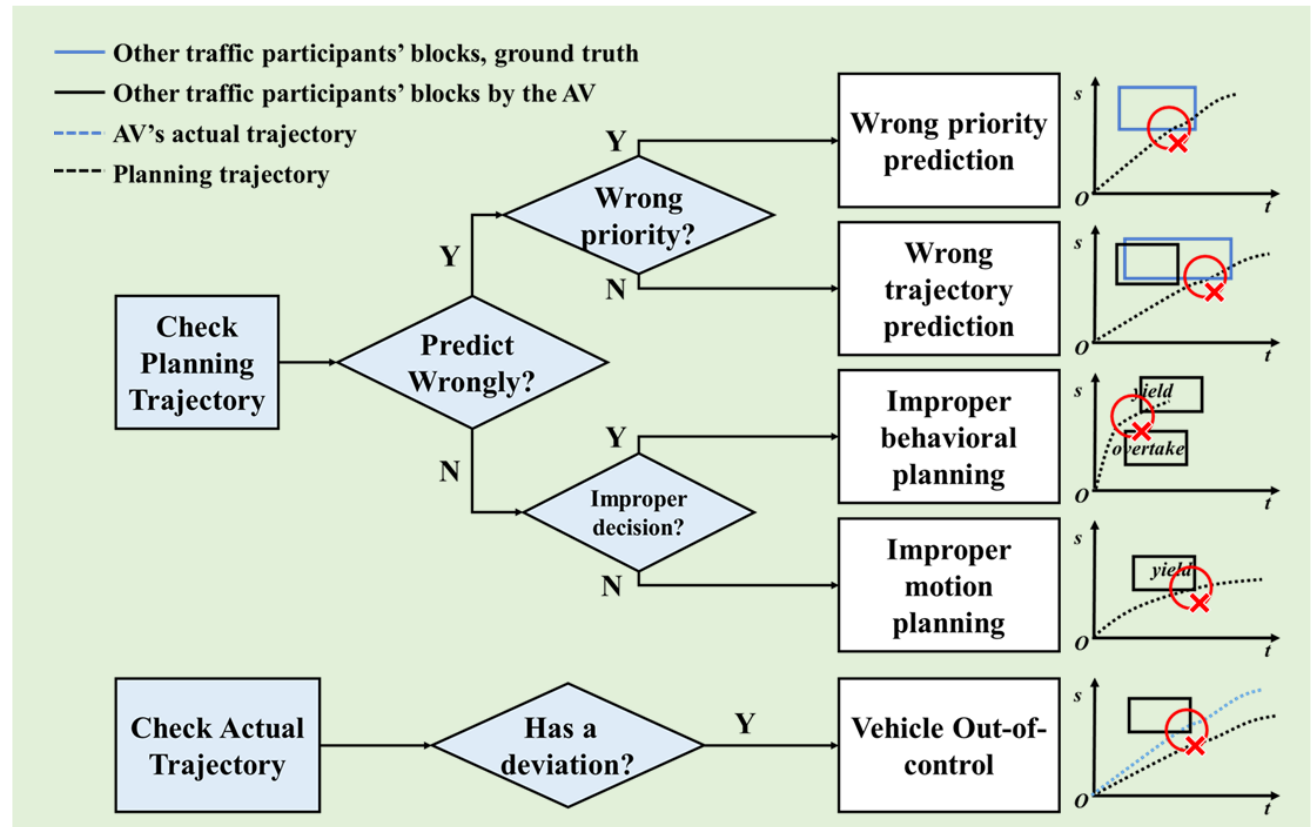 Other traffic participants' blocks, ground truth
Other traffic participants' blocks by the AV
AV's actual trajectory
Planning trajectory
Check
Planning
Trajectory
Predict
Wrongly?
Y
N
Wrong
priority?
Y
N
Improper
decision?
Y
N
Wrong priority
prediction
s
O
t
Wrong
trajectory
prediction
s
O
t
Improper
behavioral
planning
s
yield
overtake
O
t
Improper
motion
planning
s
yield
O
t
Check Actual
Trajectory
Has a
deviation?
Y
Vehicle Out-of-
control
s
O
t